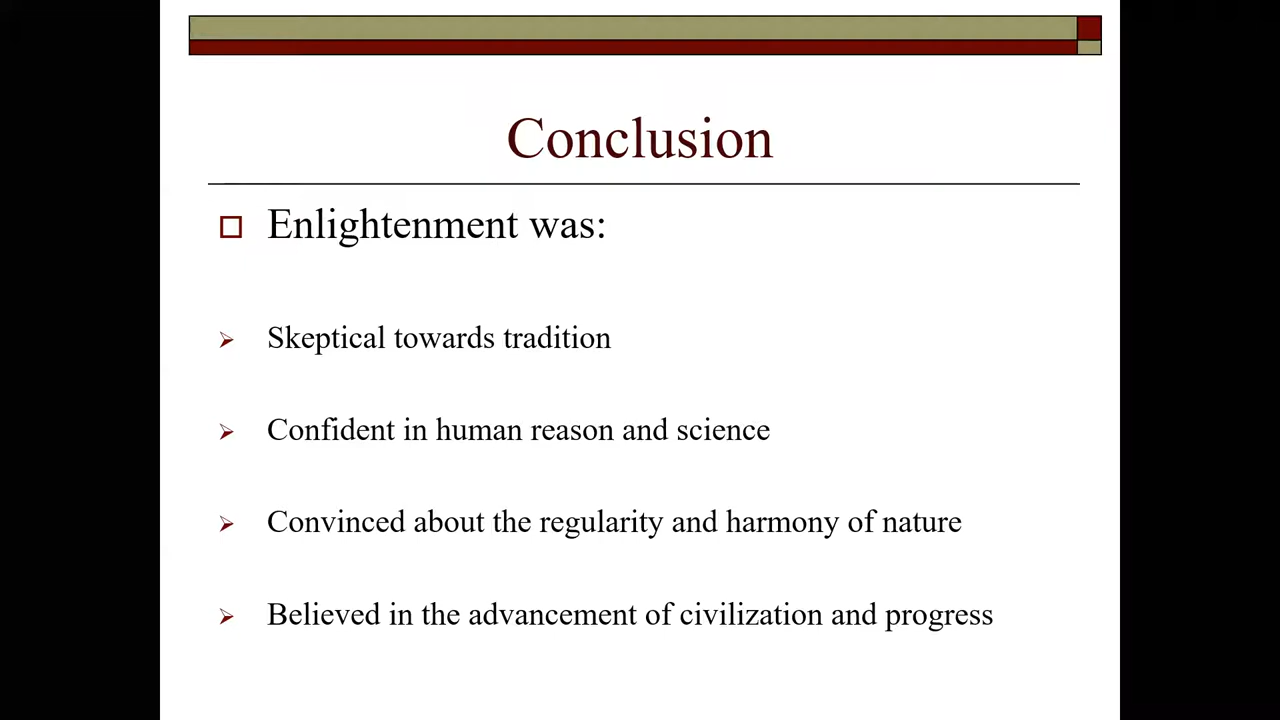 Conclusion
Enlightenment was:
Skeptical towards tradition
Confident in human reason and science
Convinced about the regularity and harmony of nature
Believed in the advancement of civilization and progress